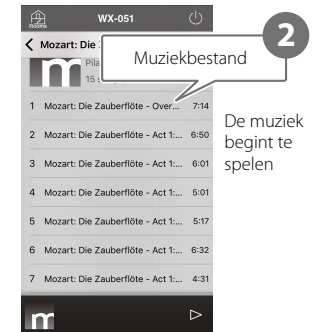 Rooms
WX-051
2
Mozart: Die
Muziekbestand
Pila
15 s
1 Mozart: Die Zauberflöte - Over... 7:14
2 Mozart: Die Zauberflöte - Act 1:... 6:50
3 Mozart: Die Zauberflöte - Act 1:... 6:01
4 Mozart: Die Zauberflöte - Act 1:... 5:01
5 Mozart: Die Zauberflöte - Act 1:... 5:17
6 Mozart: Die Zauberflöte - Act 1:... 6:32
7 Mozart: Die Zauberflöte - Act 1:... 4:31
De muziek
begint te
spelen